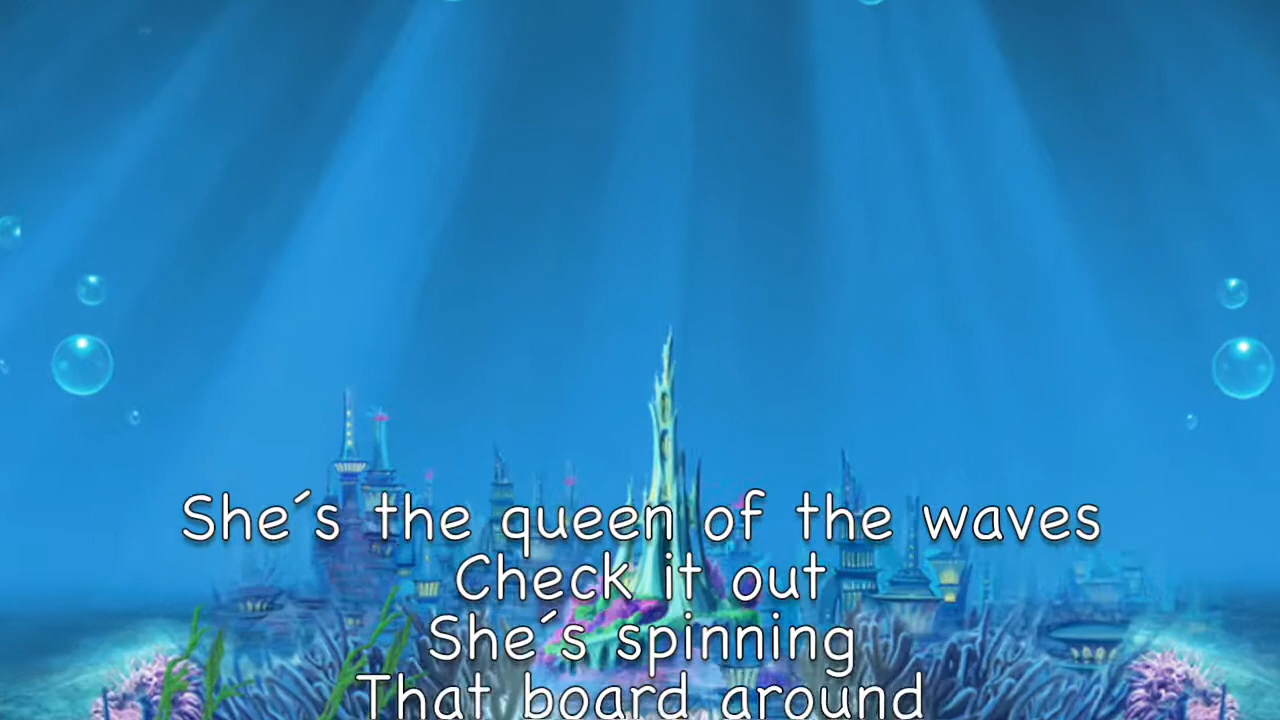 She´s the queen of the waves
Check it out
She´s spinning
That board around